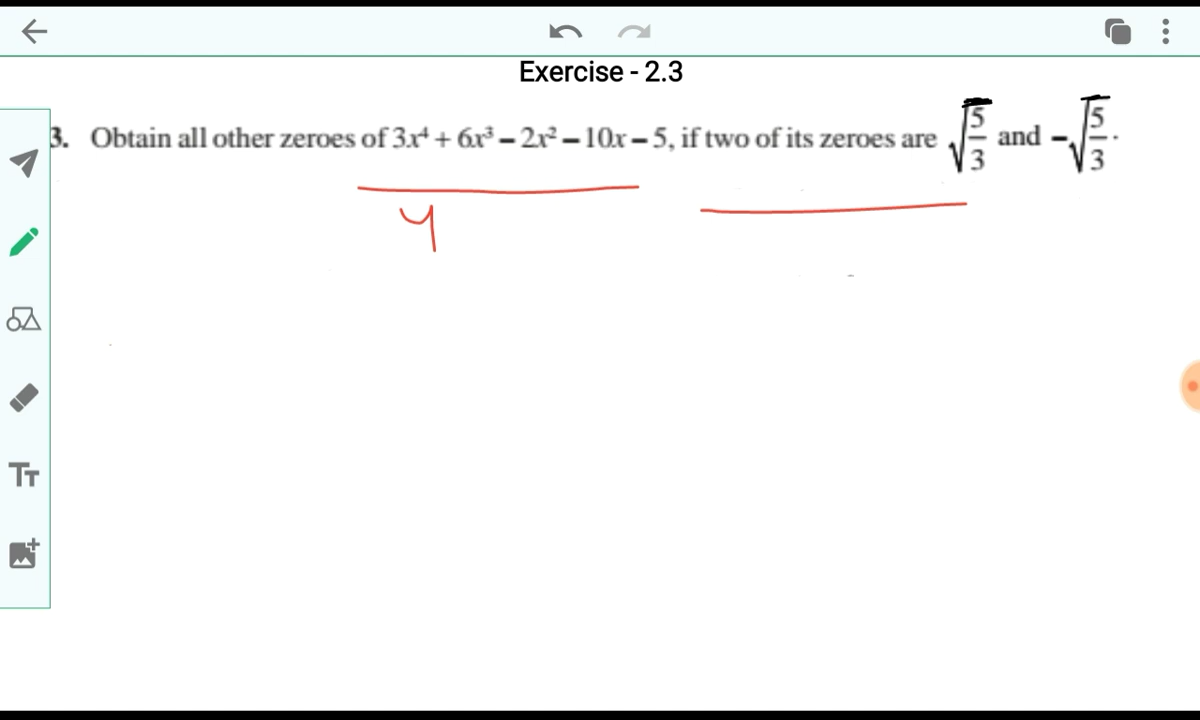 Exercise - 2.3
3. Obtain all other zeroes of 3x⁴ + 6x³ – 2x² – 10x – 5, if two of its zeroes are √(5/3) and –√(5/3).
4
TT